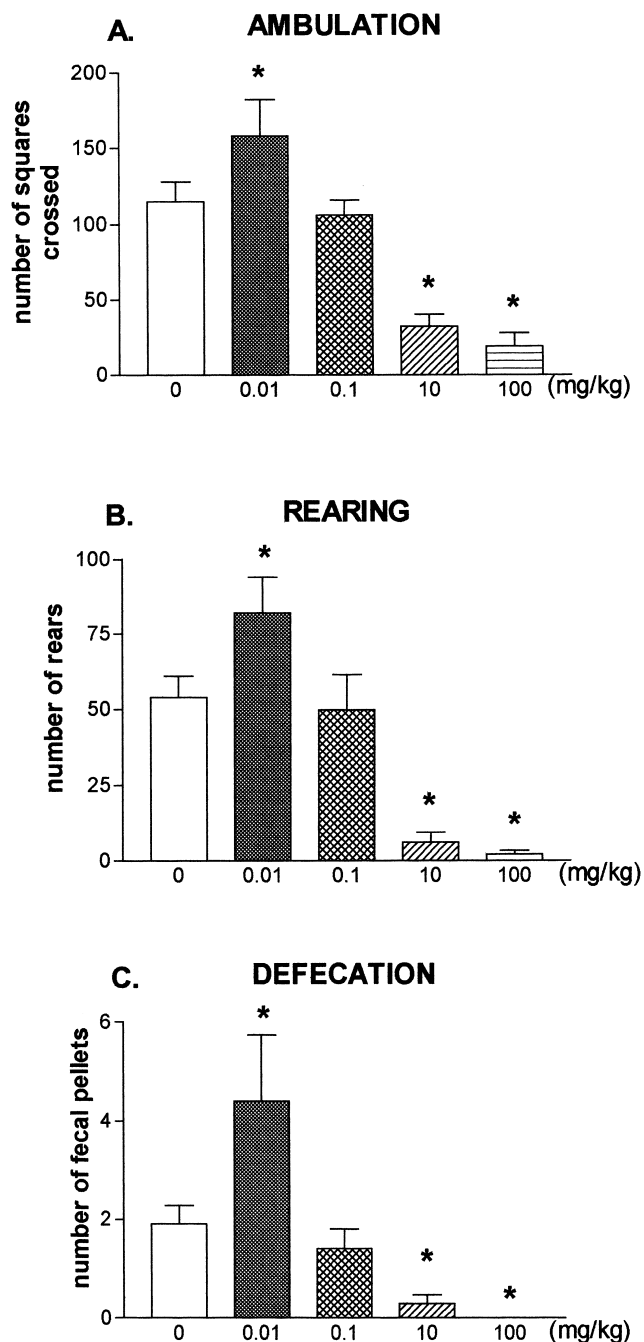 A. AMBULATION
number of squares
crossed
200
150
100
50
0
*
*
*
0 0.01 0.1 10 100 (mg/kg)
B. REARING
number of rears
100
75
50
25
0
*
*
*
0 0.01 0.1 10 100 (mg/kg)
C. DEFECATION
number of fecal pellets
6
4
2
0
*
*
*
0 0.01 0.1 10 100 (mg/kg)